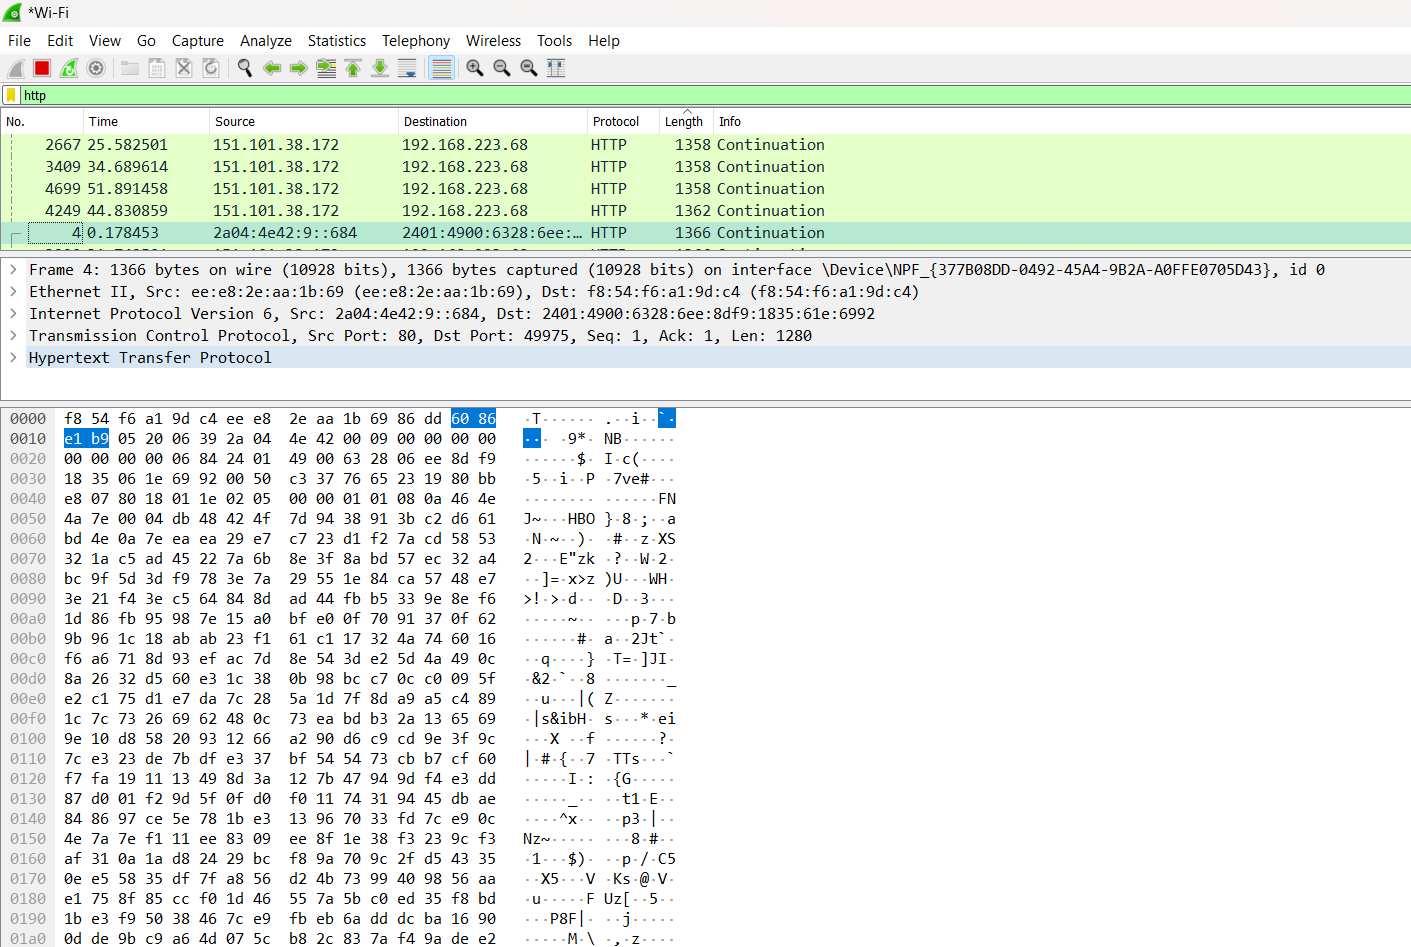 *Wi-Fi
File Edit View Go Capture Analyze Statistics Telephony Wireless Tools Help
http
No. Time Source Destination Protocol Length Info
2667 25.582501 151.101.38.172 192.168.223.68 HTTP 1358 Continuation
3409 34.689614 151.101.38.172 192.168.223.68 HTTP 1358 Continuation
4699 51.891458 151.101.38.172 192.168.223.68 HTTP 1358 Continuation
4249 44.830859 151.101.38.172 192.168.223.68 HTTP 1362 Continuation
4 0.178453 2a04:4e42:9::684 2401:4900:6328:6ee:… HTTP 1366 Continuation
Frame 4: 1366 bytes on wire (10928 bits), 1366 bytes captured (10928 bits) on interface \Device\NPF_{377B08DD-0492-45A4-9B2A-A0FFE0705D43}, id 0
Ethernet II, Src: ee:e8:2e:aa:1b:69 (ee:e8:2e:aa:1b:69), Dst: f8:54:f6:a1:9d:c4 (f8:54:f6:a1:9d:c4)
Internet Protocol Version 6, Src: 2a04:4e42:9::684, Dst: 2401:4900:6328:6ee:8df9:1835:61e:6992
Transmission Control Protocol, Src Port: 80, Dst Port: 49975, Seq: 1, Ack: 1, Len: 1280
Hypertext Transfer Protocol
0000 f8 54 f6 a1 9d c4 ee e8 2e aa 1b 69 86 dd 60 86 ·T······ .··i··`·
0010 e1 b9 05 20 06 39 2a 04 4e 42 00 09 00 00 00 00 ··· ·9*· NB······
0020 00 00 00 00 06 84 24 01 49 00 63 28 06 ee 8d f9 ······$· I·c(····
0030 18 35 06 1e 69 92 00 50 c3 37 76 65 23 19 80 bb ·5··i··P ·7ve#···
0040 e8 07 80 18 01 1e 02 05 00 00 01 01 08 0a 46 4e ········ ······FN
0050 4a 7e 00 04 db 48 42 4f 7d 94 38 91 3b c2 d6 61 J~···HBO }·8·;··a
0060 bd 4e 0a 7e ea ea 29 e7 c7 23 d1 f2 7a cd 58 53 ·N·~··)· ·#··z·XS
0070 32 1a c5 ad 45 22 7a 6b 8e 3f 8a bd 57 ec 32 a4 2···E"zk ·?··W·2·
0080 bc 9f 5d 3d f9 78 3e 7a 29 55 1e 84 ca 57 48 e7 ··]=·x>z )U···WH·
0090 3e 21 f4 3e c5 64 84 8d ad 44 fb b5 33 9e 8e f6 >!·>·d·· ·D··3···
00a0 1d 86 fb 95 98 7e 15 a0 bf e0 0f 70 91 37 0f 62 ·····~·· ···p·7·b
00b0 9b 96 1c 18 ab ab 23 f1 61 c1 17 32 4a 74 60 16 ······#· a··2Jt`·
00c0 f6 a6 71 8d 93 ef ac 7d 8e 54 3d e2 5d 4a 49 0c ··q····} ·T=·]JI·
00d0 8a 26 32 d5 60 e3 1c 38 0b 98 bc c7 0c c0 09 5f ·&2·`··8 ·······_
00e0 e2 c1 75 d1 e7 da 7c 28 5a 1d 7f 8d a9 a5 c4 89 ··u···|( Z·······
00f0 1c 7c 73 26 69 62 48 0c 73 ea bd b3 2a 13 65 69 ·|s&ibH· s···*·ei
0100 9e 10 d8 58 20 93 12 66 a2 90 d6 c9 cd 9e 3f 9c ···X ··f ······?·
0110 7c e3 23 de 7b df e3 37 bf 54 54 73 cb b7 cf 60 |·#·{··7 ·TTs···`
0120 f7 fa 19 11 13 49 8d 3a 12 7b 47 94 9d f4 e3 dd ·····I·: ·{G·····
0130 87 d0 01 f2 9d 5f 0f d0 f0 11 74 31 94 45 db ae ·····_·· ··t1·E··
0140 84 86 97 ce 5e 78 1b e3 13 96 70 33 fd 7c e9 0c ····^x·· ··p3·|··
0150 4e 7a 7e f1 11 ee 83 09 ee 8f 1e 38 f3 23 9c f3 Nz~····· ···8·#··
0160 af 31 0a 1a d8 24 29 bc f8 9a 70 9c 2f d5 43 35 ·1···$)· ··p·/·C5
0170 0e e5 58 35 df 7f a8 56 d2 4b 73 99 40 98 56 aa ··X5···V ·Ks·@·V·
0180 e1 75 8f 85 cc f0 1d 46 55 7a 5b c0 ed 35 f8 bd ·u·····F Uz[··5··
0190 1b e3 f9 50 38 46 7c e9 fb eb 6a dd dc ba 16 90 ···P8F|· ··j·····
01a0 0d de 9b c9 a6 4d 07 5c b8 2c 83 7a f4 9a de e2 ·····M·\ ·,·z····